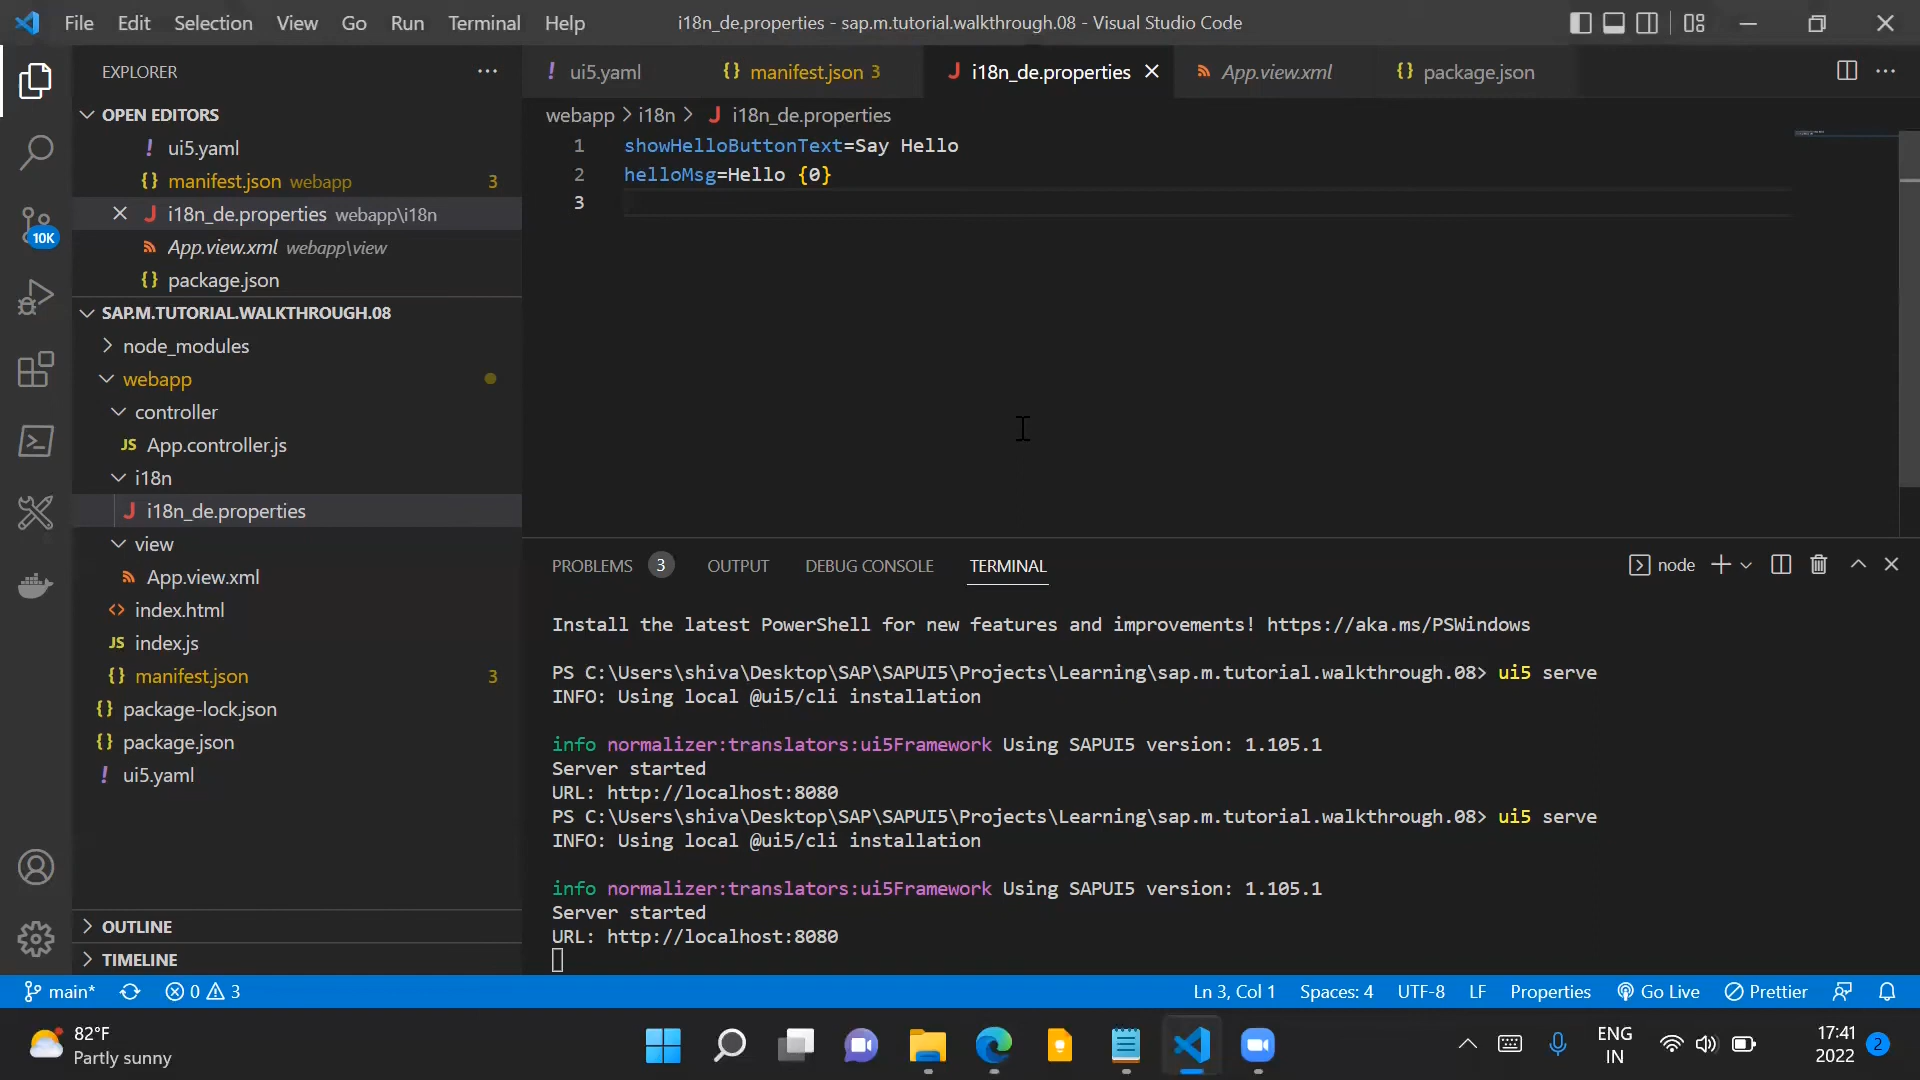 File Edit Selection View Go Run Terminal Help
i18n_de.properties - sap.m.tutorial.walkthrough.08 - Visual Studio Code
EXPLORER
OPEN EDITORS
ui5.yaml
manifest.json webapp 3
i18n_de.properties webapp\i18n
App.view.xml webapp\view
package.json
SAP.M.TUTORIAL.WALKTHROUGH.08
node_modules
webapp
controller
JS App.controller.js
i18n
i18n_de.properties
view
App.view.xml
index.html
JS index.js
manifest.json 3
package-lock.json
package.json
ui5.yaml
OUTLINE
TIMELINE
10K
ui5.yaml manifest.json 3 i18n_de.properties App.view.xml package.json
webapp > i18n > i18n_de.properties
1 showHelloButtonText=Say Hello
2 helloMsg=Hello {0}
3
PROBLEMS 3 OUTPUT DEBUG CONSOLE TERMINAL node
Install the latest PowerShell for new features and improvements! https://aka.ms/PSWindows
PS C:\Users\shiva\Desktop\SAP\SAPUI5\Projects\Learning\sap.m.tutorial.walkthrough.08> ui5 serve
INFO: Using local @ui5/cli installation
info normalizer:translators:ui5Framework Using SAPUI5 version: 1.105.1
Server started
URL: http://localhost:8080
PS C:\Users\shiva\Desktop\SAP\SAPUI5\Projects\Learning\sap.m.tutorial.walkthrough.08> ui5 serve
INFO: Using local @ui5/cli installation
info normalizer:translators:ui5Framework Using SAPUI5 version: 1.105.1
Server started
URL: http://localhost:8080
main* 0 3 Ln 3, Col 1 Spaces: 4 UTF-8 LF Properties Go Live Prettier
82°F
Partly sunny
ENG
IN
17:41
2022 2